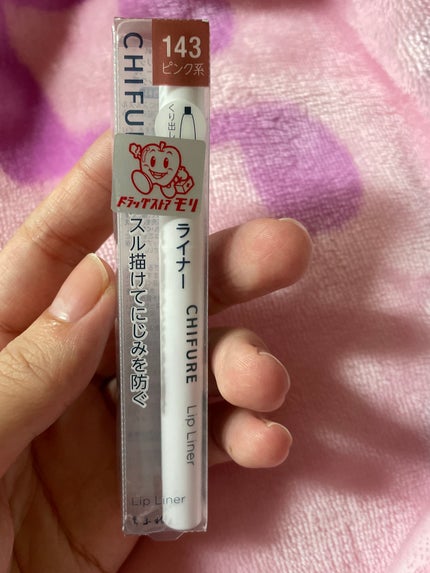 143
ピンク系
CHIFURE
くり出し
ドラッグストア モリ
スル描けてにじみを防ぐ
ライナー
CHIFURE
Lip Liner
Lip Liner